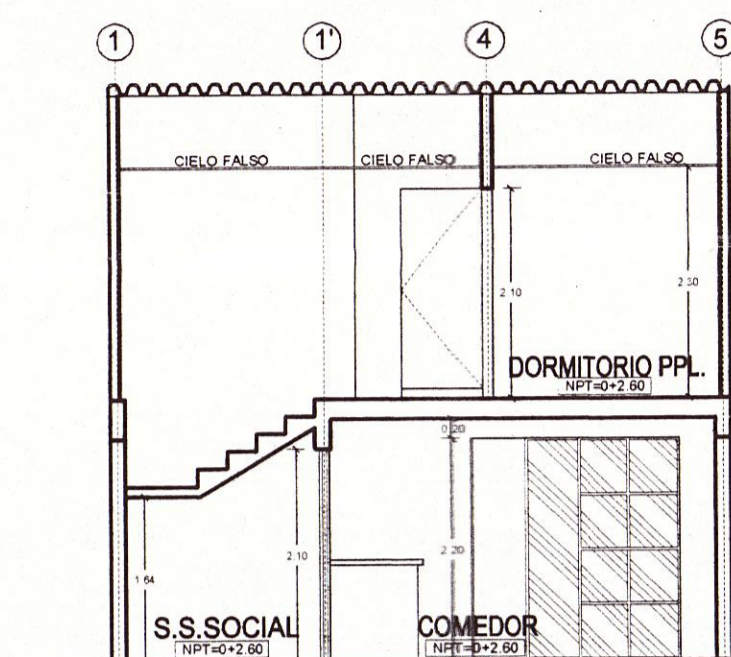 1 1' 4 5
CIELO FALSO CIELO FALSO CIELO FALSO
2.10
2.30
DORMITORIO PPL.
NPT=0+2.60
0.20
2.10
2.20
1.64
S.S.SOCIAL
NPT=0+2.60
COMEDOR
NPT=0+2.60